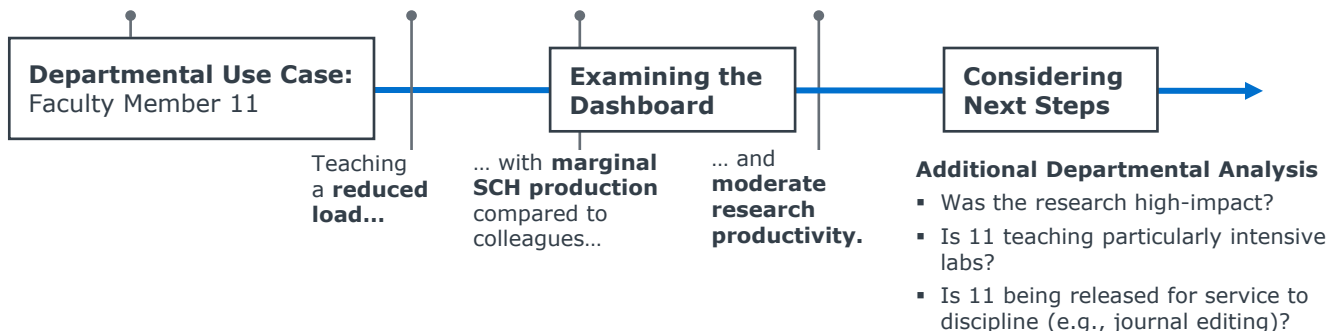 Departmental Use Case:
Faculty Member 11
Examining the
Dashboard
Considering
Next Steps
Teaching
a reduced
load...
... with marginal
SCH production
compared to
colleagues...
... and
moderate
research
productivity.
Additional Departmental Analysis
▪ Was the research high-impact?
▪ Is 11 teaching particularly intensive
labs?
▪ Is 11 being released for service to
discipline (e.g., journal editing)?